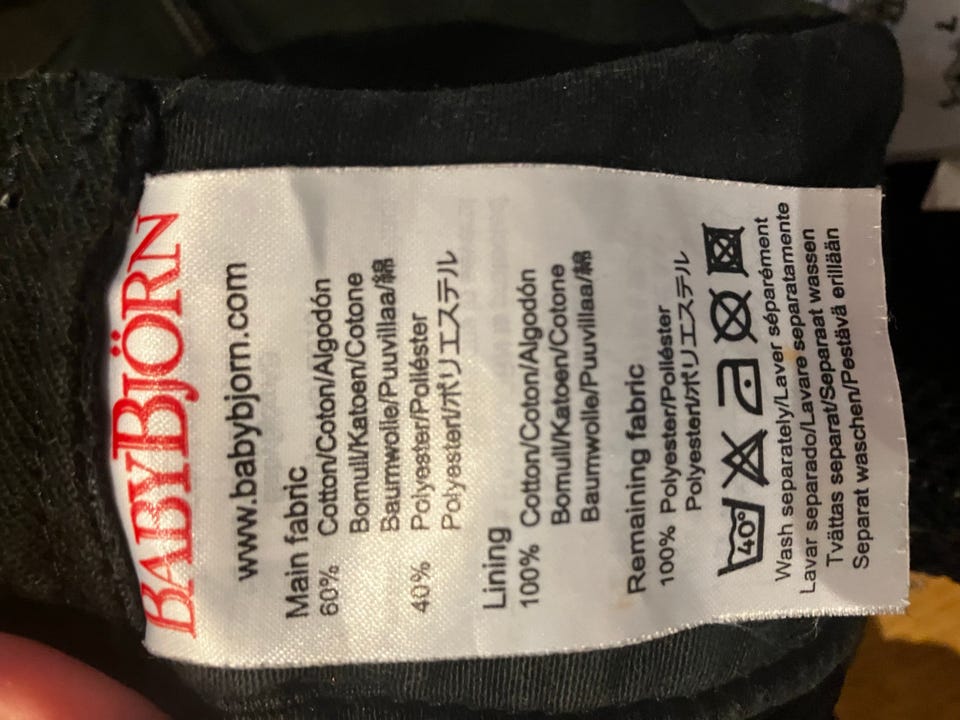 BABYBJÖRN
www.babybjorn.com
Main fabric
60% Cotton/Coton/Algodón
Bomull/Katoen/Cotone
Baumwolle/Puuvillaa/綿
40% Polyester/Poliéster
Polyesterl/ポリエステル
Lining
100% Cotton/Coton/Algodón
Bomull/Katoen/Cotone
Baumwolle/Puuvillaa/綿
Remaining fabric
100% Polyester/Poliéster
Polyesterl/ポリエステル
40°
Wash separately/Laver séparément
Lavar separado/Lavare separatamente
Tvättas separat/Separaat wassen
Separat waschen/Pestävä erillään